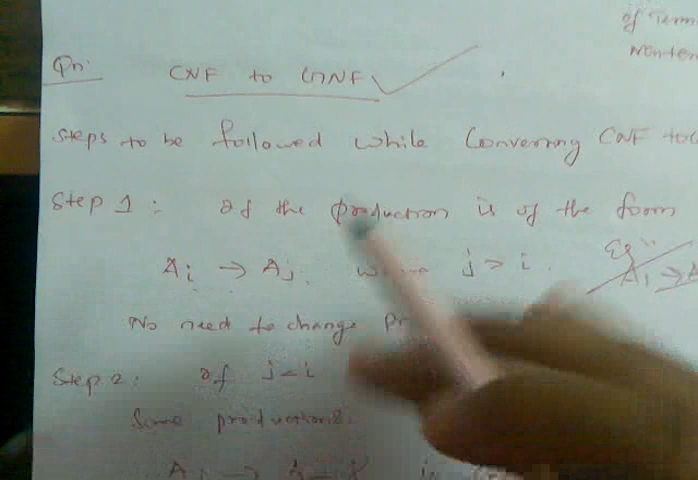 of Term
Nonter
Qn: CNF to GNF
Steps to be followed while Converting CNF to
Step 1: If the production is of the form
Ai → Aj where j > i. Eg:- A1 →
No need to change Pr
Step 2: If j < i
Some productions